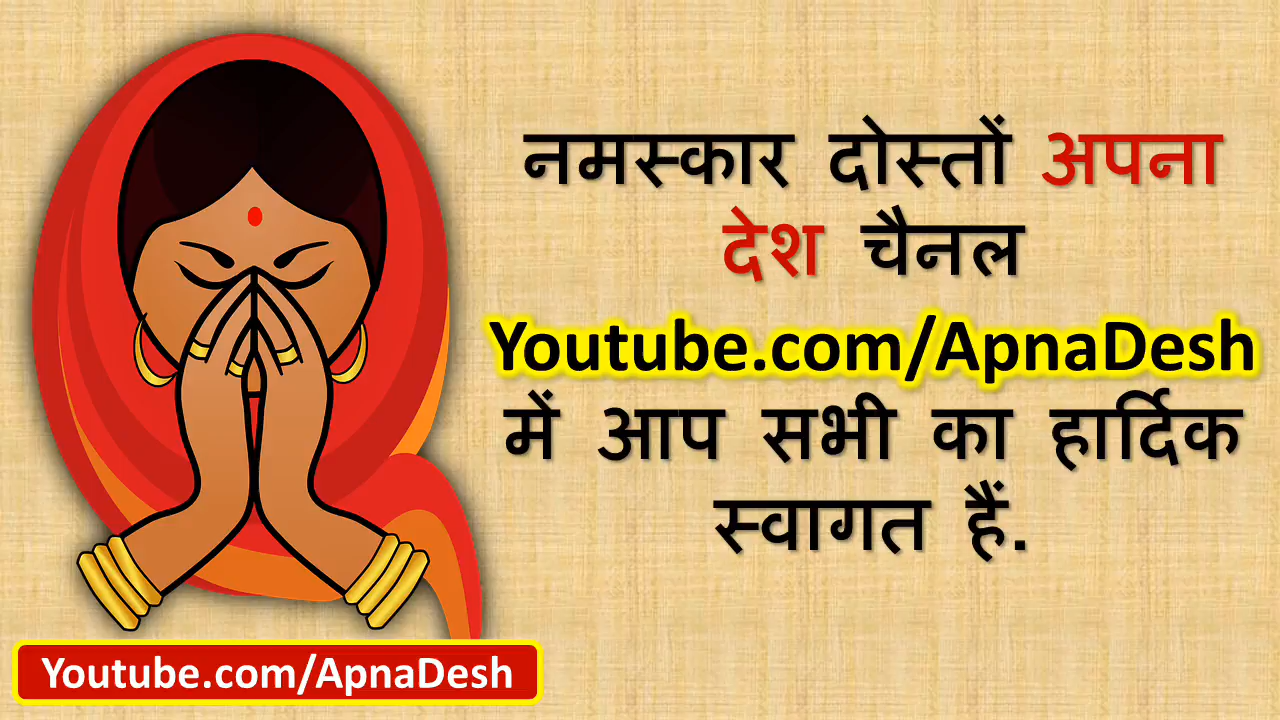 नमस्कार दोस्तों अपना
देश चैनल
Youtube.com/ApnaDesh
में आप सभी का हार्दिक
स्वागत हैं.
Youtube.com/ApnaDesh